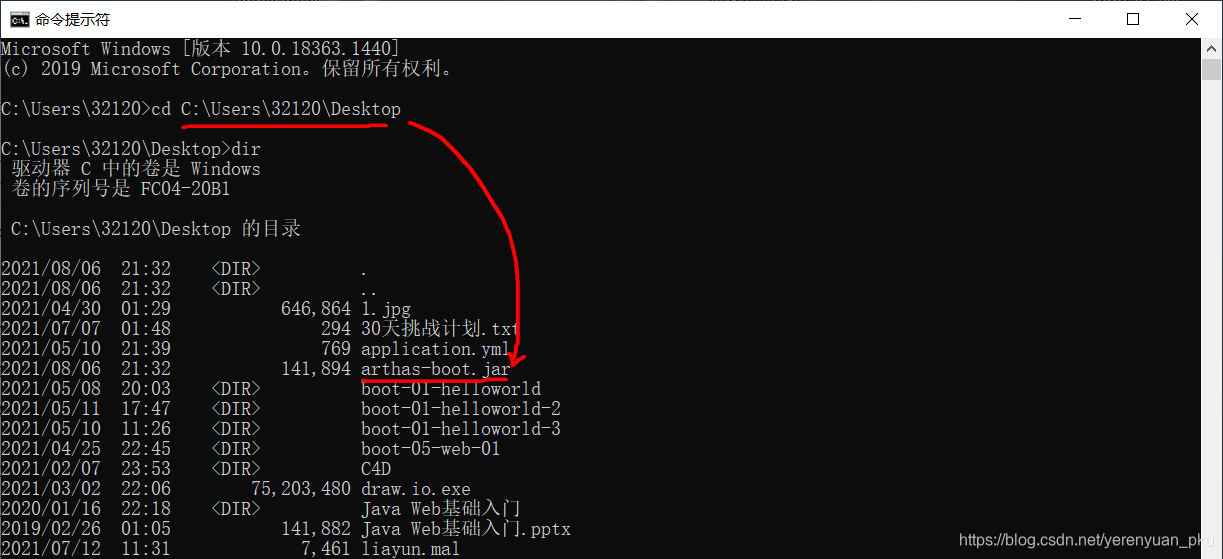 命令提示符
Microsoft Windows [版本 10.0.18363.1440]
(c) 2019 Microsoft Corporation。保留所有权利。
C:\Users\32120>cd C:\Users\32120\Desktop
C:\Users\32120\Desktop>dir
驱动器 C 中的卷是 Windows
卷的序列号是 FC04-20B1
C:\Users\32120\Desktop 的目录
2021/08/06 21:32 <DIR> .
2021/08/06 21:32 <DIR> ..
2021/04/30 01:29 646,864 1.jpg
2021/07/07 01:48 294 30天挑战计划.txt
2021/05/10 21:39 769 application.yml
2021/08/06 21:32 141,894 arthas-boot.jar
2021/05/08 20:03 <DIR> boot-01-helloworld
2021/05/11 17:47 <DIR> boot-01-helloworld-2
2021/05/10 11:26 <DIR> boot-01-helloworld-3
2021/04/25 22:45 <DIR> boot-05-web-01
2021/02/07 23:53 <DIR> C4D
2021/03/02 22:06 75,203,480 draw.io.exe
2020/01/16 22:18 <DIR> Java Web基础入门
2019/02/26 01:05 141,882 Java Web基础入门.pptx
2021/07/12 11:31 7,461 liayun.mal
https://blog.csdn.net/yerenyuan_pku